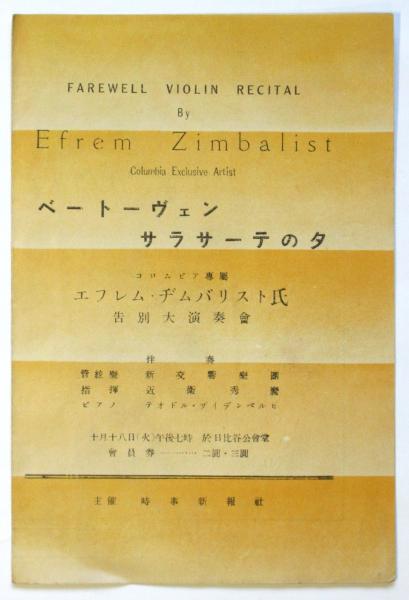 FAREWELL VIOLIN RECITAL
By
Efrem Zimbalist
Columbia Exclusive Artist
ベートーヴェン
サラサーテの夕
コロムビア專屬
エフレム・ヂムバリスト氏
告別大演奏會
伴奏
管絃樂 新交響樂團
指揮 近衞秀麿
ピアノ テオドル・ザイデンベルヒ
十月十八日(火)午後七時 於日比谷公會堂
會員券 ………… 二圓・三圓
主催 時事新報社